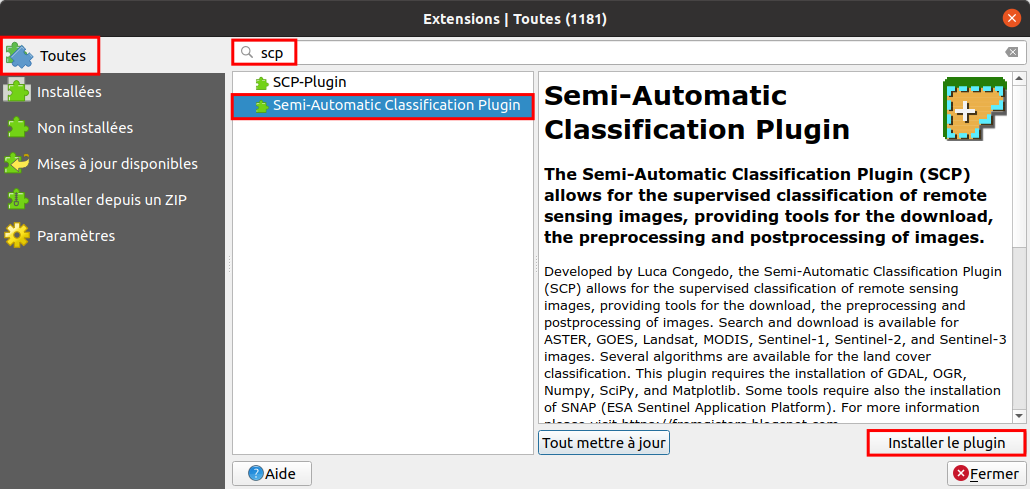 Extensions | Toutes (1181)
Toutes
Installées
Non installées
Mises à jour disponibles
Installer depuis un ZIP
Paramètres
scp
SCP-Plugin
Semi-Automatic Classification Plugin
Semi-Automatic
Classification Plugin
The Semi-Automatic Classification Plugin (SCP)
allows for the supervised classification of remote
sensing images, providing tools for the download,
the preprocessing and postprocessing of images.
Developed by Luca Congedo, the Semi-Automatic Classification Plugin
(SCP) allows for the supervised classification of remote sensing
images, providing tools for the download, the preprocessing and
postprocessing of images. Search and download is available for
ASTER, GOES, Landsat, MODIS, Sentinel-1, Sentinel-2, and Sentinel-3
images. Several algorithms are available for the land cover
classification. This plugin requires the installation of GDAL, OGR,
Numpy, SciPy, and Matplotlib. Some tools require also the installation
of SNAP (ESA Sentinel Application Platform). For more information
please visit https://fromgistors.blogspot.com
Tout mettre à jour
Installer le plugin
Aide
Fermer